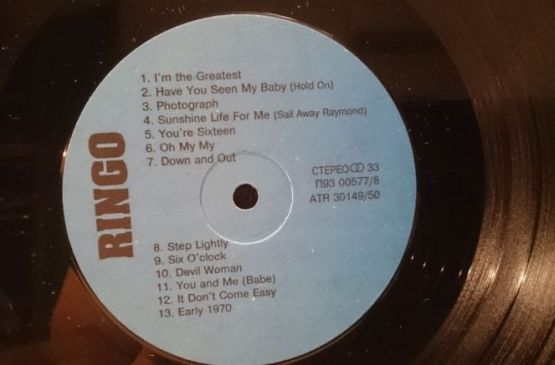 RINGO
1. I'm the Greatest
2. Have You Seen My Baby (Hold On)
3. Photograph
4. Sunshine Life For Me (Sail Away Raymond)
5. You're Sixteen
6. Oh My My
7. Down and Out
СТЕРЕО 33
П93 00577/8
ATR 30149/50
8. Step Lightly
9. Six O'clock
10. Devil Woman
11. You and Me (Babe)
12. It Don't Come Easy
13. Early 1970